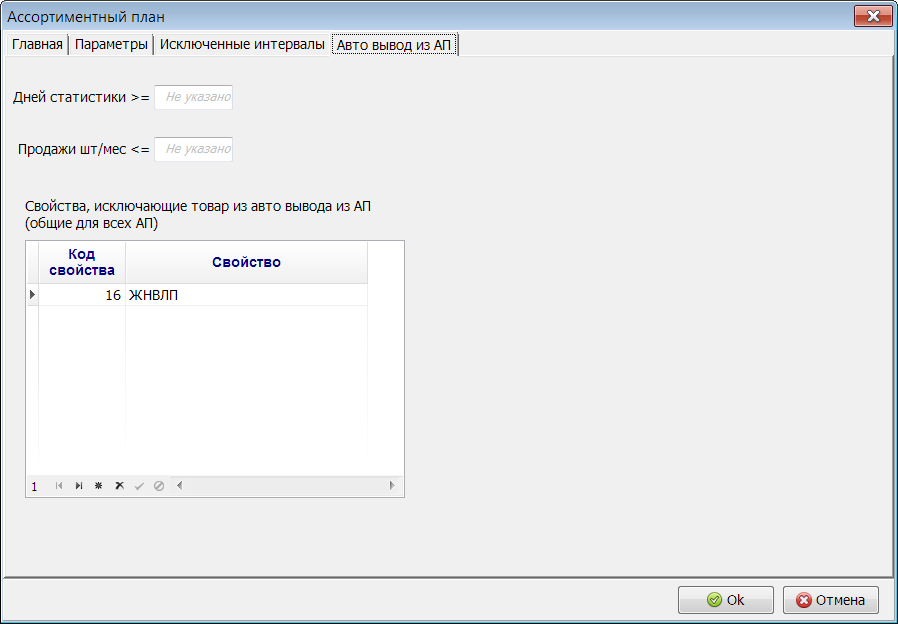 Ассортиментный план
Главная Параметры Исключенные интервалы Авто вывод из АП
Дней статистики >= Не указано
Продажи шт/мес <= Не указано
Свойства, исключающие товар из авто вывода из АП
(общие для всех АП)
Код свойства Свойство
16 ЖНВЛП
1
Ok Отмена